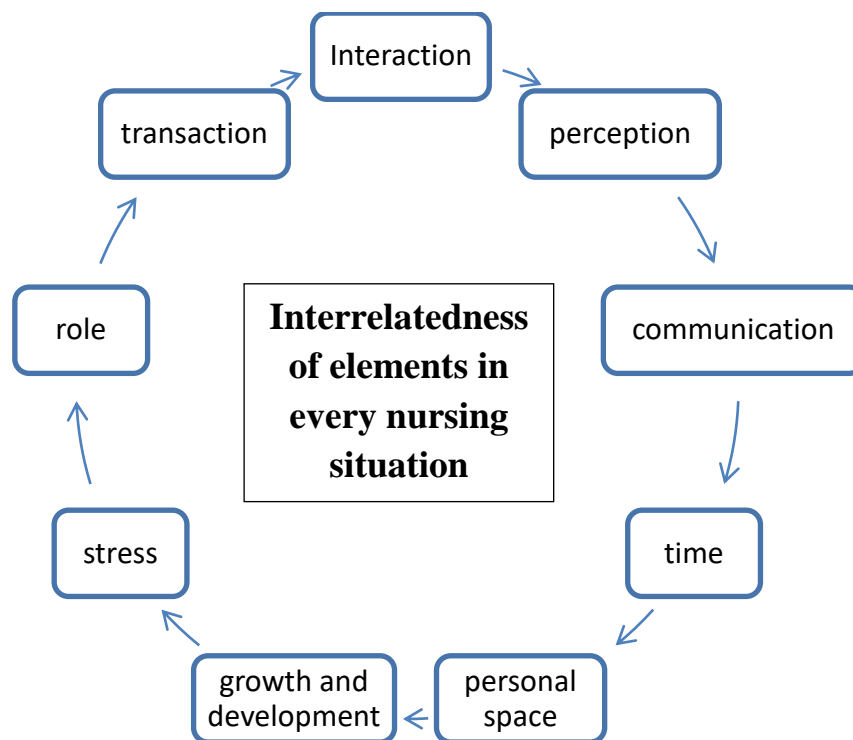 Interaction
perception
communication
time
personal
space
growth and
development
stress
role
transaction
Interrelatedness
of elements in
every nursing
situation